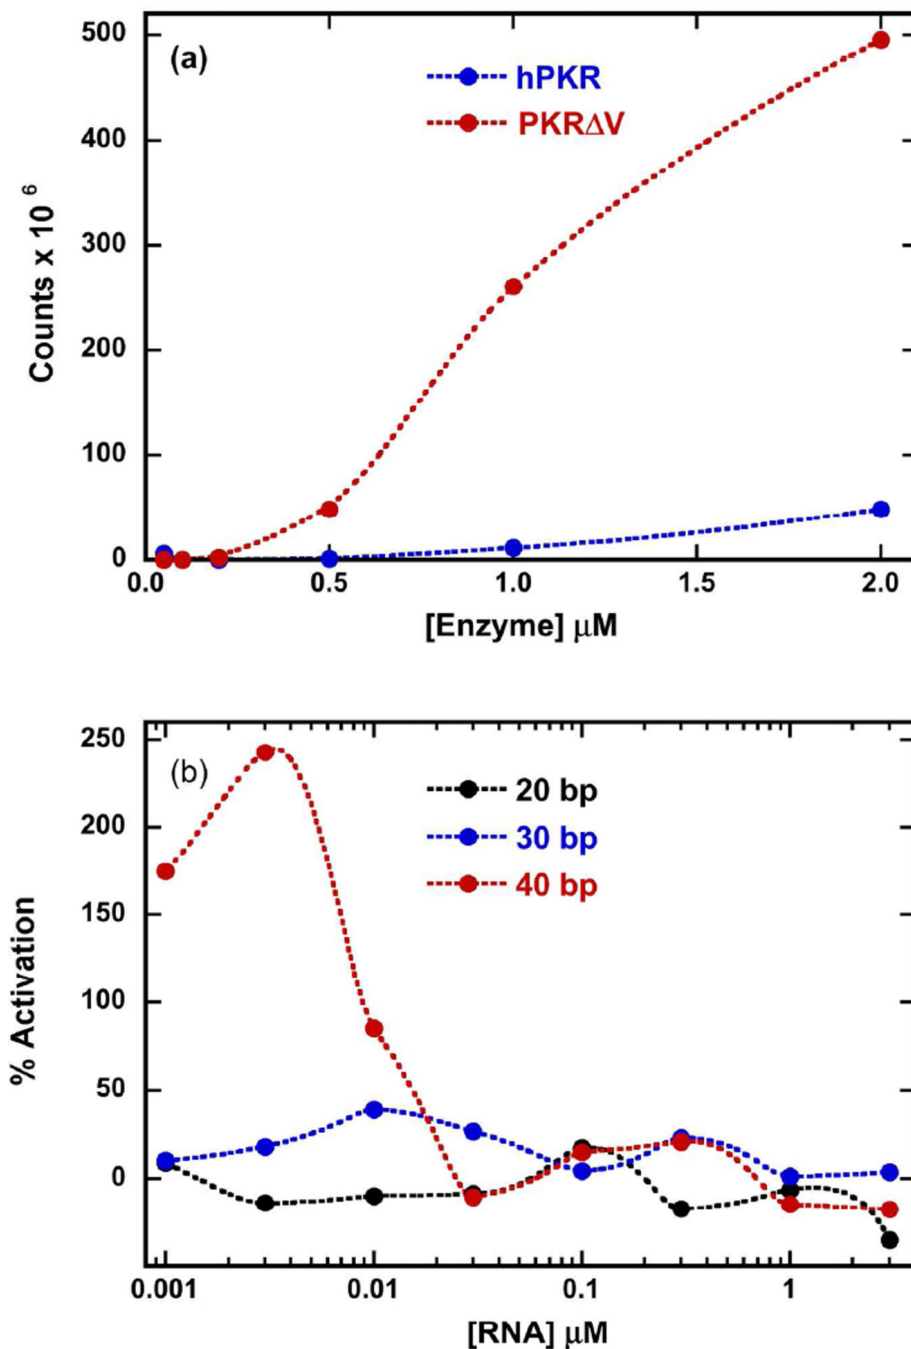 (a)
hPKR
PKRΔV
500
400
300
200
100
0
Counts x 10 6
0.0
0.5
1.0
1.5
2.0
[Enzyme] μM
(b)
20 bp
30 bp
40 bp
250
200
150
100
50
0
% Activation
0.001
0.01
0.1
1
[RNA] μM